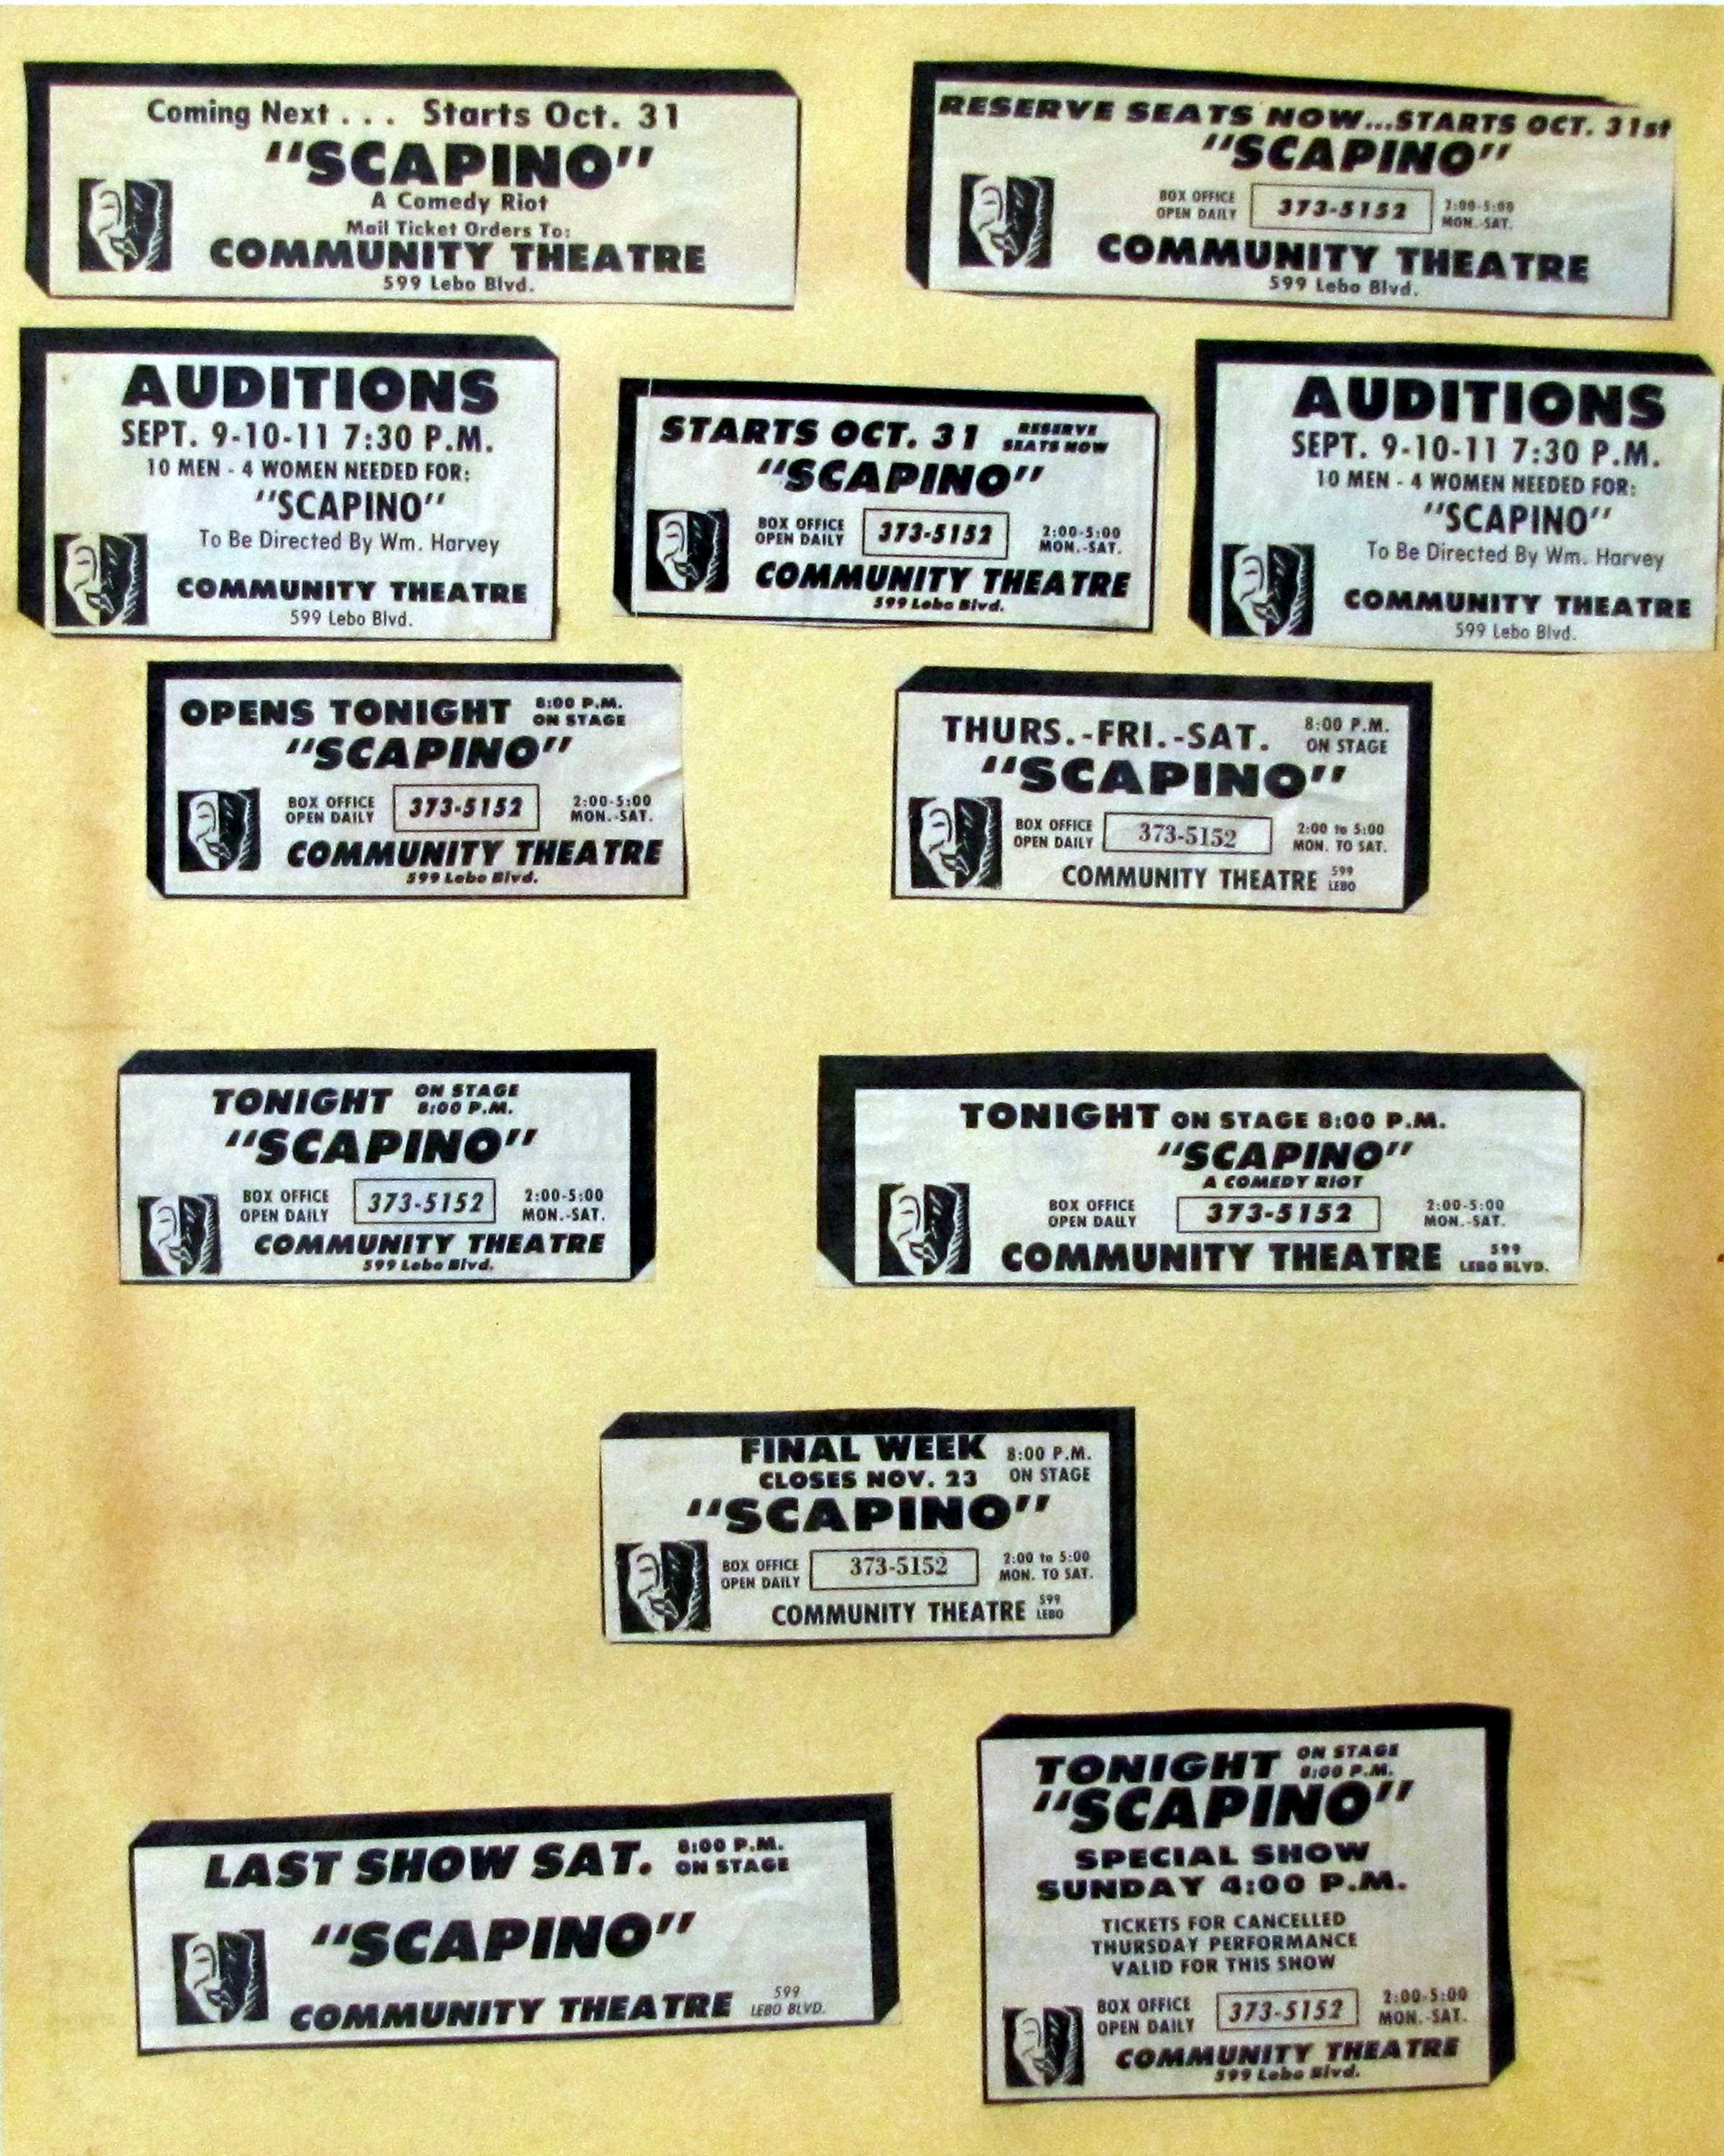 Coming Next . . . Starts Oct. 31
"SCAPINO"
A Comedy Riot
Mail Ticket Orders To:
COMMUNITY THEATRE
599 Lebo Blvd.
RESERVE SEATS NOW...STARTS OCT. 31st
"SCAPINO"
BOX OFFICE OPEN DAILY 373-5152 2:00-5:00 MON.-SAT.
COMMUNITY THEATRE
599 Lebo Blvd.
AUDITIONS
SEPT. 9-10-11 7:30 P.M.
10 MEN - 4 WOMEN NEEDED FOR:
"SCAPINO"
To Be Directed By Wm. Harvey
COMMUNITY THEATRE
599 Lebo Blvd.
STARTS OCT. 31 RESERVE SEATS NOW
"SCAPINO"
BOX OFFICE OPEN DAILY 373-5152 2:00-5:00 MON.-SAT.
COMMUNITY THEATRE
599 Lebo Blvd.
AUDITIONS
SEPT. 9-10-11 7:30 P.M.
10 MEN - 4 WOMEN NEEDED FOR:
"SCAPINO"
To Be Directed By Wm. Harvey
COMMUNITY THEATRE
599 Lebo Blvd.
OPENS TONIGHT 8:00 P.M. ON STAGE
"SCAPINO"
BOX OFFICE OPEN DAILY 373-5152 2:00-5:00 MON.-SAT.
COMMUNITY THEATRE
599 Lebo Blvd.
THURS.-FRI.-SAT. 8:00 P.M. ON STAGE
"SCAPINO"
BOX OFFICE OPEN DAILY 373-5152 2:00 to 5:00 MON. TO SAT.
COMMUNITY THEATRE 599 LEBO
TONIGHT ON STAGE 8:00 P.M.
"SCAPINO"
BOX OFFICE OPEN DAILY 373-5152 2:00-5:00 MON.-SAT.
COMMUNITY THEATRE
599 Lebo Blvd.
TONIGHT ON STAGE 8:00 P.M.
"SCAPINO"
A COMEDY RIOT
BOX OFFICE OPEN DAILY 373-5152 2:00-5:00 MON.-SAT.
COMMUNITY THEATRE 599 LEBO BLVD.
FINAL WEEK 8:00 P.M.
CLOSES NOV. 23 ON STAGE
"SCAPINO"
BOX OFFICE OPEN DAILY 373-5152 2:00 to 5:00 MON. TO SAT.
COMMUNITY THEATRE 599 LEBO
LAST SHOW SAT. 8:00 P.M. ON STAGE
"SCAPINO"
COMMUNITY THEATRE 599 LEBO BLVD.
TONIGHT ON STAGE 8:00 P.M.
"SCAPINO"
SPECIAL SHOW
SUNDAY 4:00 P.M.
TICKETS FOR CANCELLED
THURSDAY PERFORMANCE
VALID FOR THIS SHOW
BOX OFFICE OPEN DAILY 373-5152 2:00-5:00 MON.-SAT.
COMMUNITY THEATRE
599 Lebo Blvd.